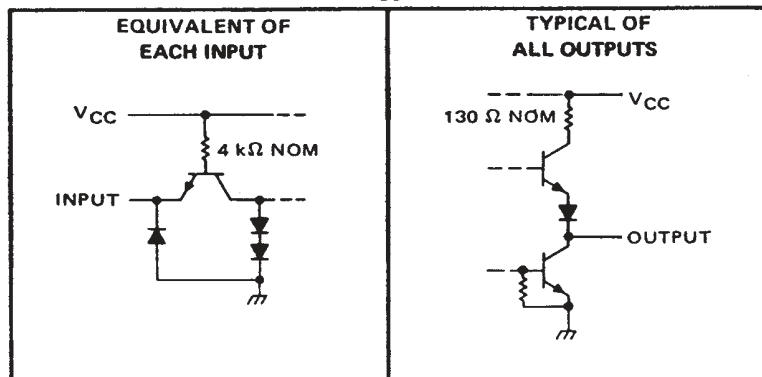 EQUIVALENT OF
EACH INPUT
VCC
4 kΩ NOM
INPUT
TYPICAL OF
ALL OUTPUTS
VCC
130 Ω NOM
OUTPUT